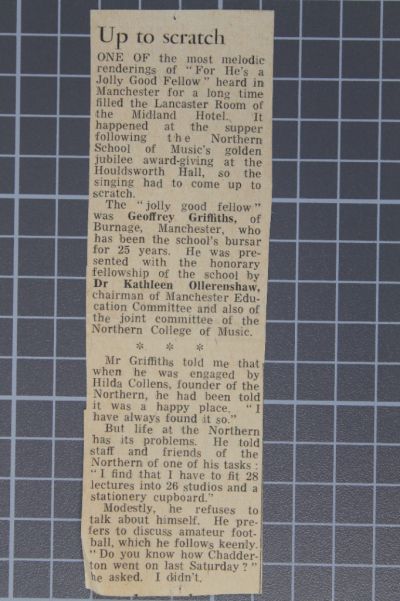 Up to scratch
ONE OF the most melodic
renderings of "For He's a
Jolly Good Fellow" heard in
Manchester for a long time
filled the Lancaster Room of
the Midland Hotel. It
happened at the supper
following the Northern
School of Music's golden
jubilee award-giving at the
Houldsworth Hall, so the
singing had to come up to
scratch.
The "jolly good fellow"
was Geoffrey Griffiths, of
Burnage, Manchester, who
has been the school's bursar
for 25 years. He was pre-
sented with the honorary
fellowship of the school by
Dr Kathleen Ollerenshaw,
chairman of Manchester Edu-
cation Committee and also of
the joint committee of the
Northern College of Music.
* * *
Mr Griffiths told me that
when he was engaged by
Hilda Collens, founder of the
Northern, he had been told
it was a happy place. "I
have always found it so."
But life at the Northern
has its problems. He told
staff and friends of the
Northern of one of his tasks:
"I find that I have to fit 28
lectures into 26 studios and a
stationery cupboard."
Modestly, he refuses to
talk about himself. He pre-
fers to discuss amateur foot-
ball, which he follows keenly.
"Do you know how Chadder-
ton went on last Saturday?"
he asked. I didn't.